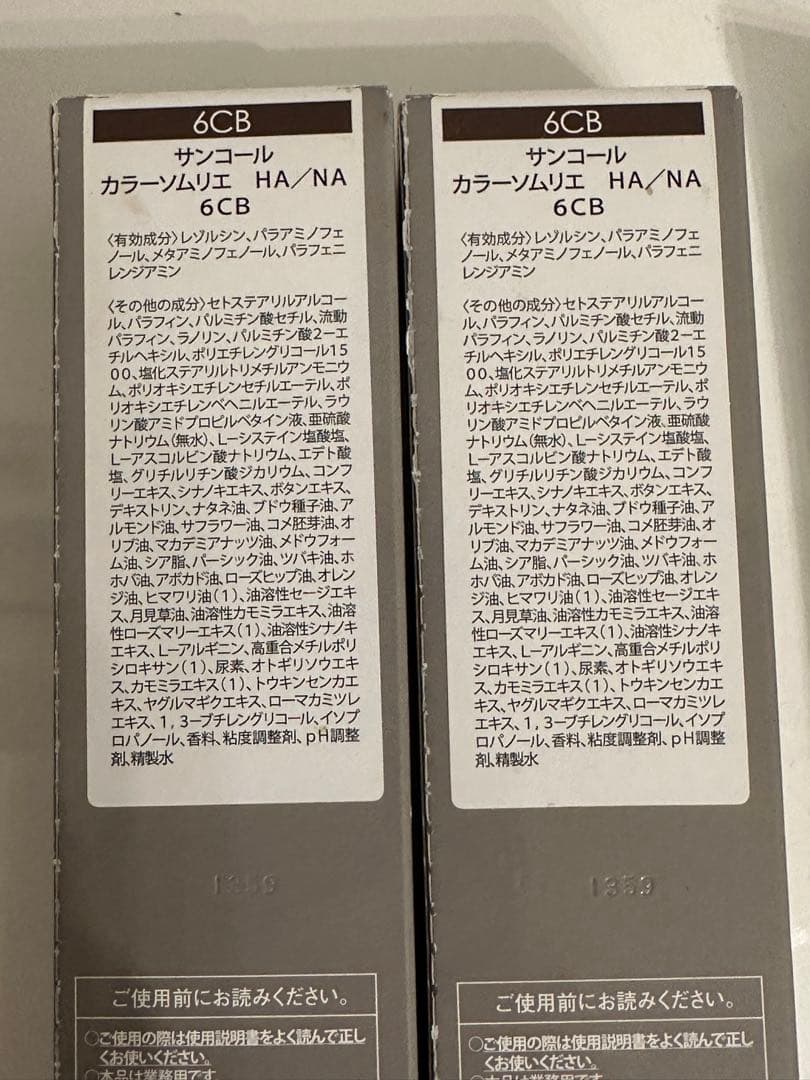 6CB
サンコール
カラーソムリエ HA/NA
6CB
〈有効成分〉レゾルシン、パラアミノフェ
ノール、メタアミノフェノール、パラフェニ
レンジアミン
〈その他の成分〉セトステアリルアルコー
ル、パラフィン、パルミチン酸セチル、流動
パラフィン、ラノリン、パルミチン酸2ーエ
チルヘキシル、ポリエチレングリコール15
00、塩化ステアリルトリメチルアンモニウ
ム、ポリオキシエチレンセチルエーテル、ポ
リオキシエチレンベヘニルエーテル、ラウ
リン酸アミドプロピルベタイン液、亜硫酸
ナトリウム(無水)、Lーシステイン塩酸塩、
Lーアスコルビン酸ナトリウム、エデト酸
塩、グリチルリチン酸ジカリウム、コンフ
リーエキス、シナノキエキス、ボタンエキス、
デキストリン、ナタネ油、ブドウ種子油、ア
ルモンド油、サフラワー油、コメ胚芽油、オ
リブ油、マカデミアナッツ油、メドウフォー
ム油、シア脂、パーシック油、ツバキ油、ホ
ホバ油、アボカド油、ローズヒップ油、オレン
ジ油、ヒマワリ油(1)、油溶性セージエキ
ス、月見草油、油溶性カモミラエキス、油溶
性ローズマリーエキス(1)、油溶性シナノキ
エキス、Lーアルギニン、高重合メチルポリ
シロキサン(1)、尿素、オトギリソウエキ
ス、カモミラエキス(1)、トウキンセンカエ
キス、ヤグルマギクエキス、ローマカミツレ
エキス、1,3ーブチレングリコール、イソプ
ロパノール、香料、粘度調整剤、pH調整
剤、精製水
ご使用前にお読みください。
○ご使用の際は使用説明書をよく読んで正し
くお使いください。
○本品は業務用です
6CB
サンコール
カラーソムリエ HA/NA
6CB
〈有効成分〉レゾルシン、パラアミノフェ
ノール、メタアミノフェノール、パラフェニ
レンジアミン
〈その他の成分〉セトステアリルアルコー
ル、パラフィン、パルミチン酸セチル、流動
パラフィン、ラノリン、パルミチン酸2ーエ
チルヘキシル、ポリエチレングリコール15
00、塩化ステアリルトリメチルアンモニウ
ム、ポリオキシエチレンセチルエーテル、ポ
リオキシエチレンベヘニルエーテル、ラウ
リン酸アミドプロピルベタイン液、亜硫酸
ナトリウム(無水)、Lーシステイン塩酸塩、
Lーアスコルビン酸ナトリウム、エデト酸
塩、グリチルリチン酸ジカリウム、コンフ
リーエキス、シナノキエキス、ボタンエキス、
デキストリン、ナタネ油、ブドウ種子油、ア
ルモンド油、サフラワー油、コメ胚芽油、オ
リブ油、マカデミアナッツ油、メドウフォー
ム油、シア脂、パーシック油、ツバキ油、ホ
ホバ油、アボカド油、ローズヒップ油、オレン
ジ油、ヒマワリ油(1)、油溶性セージエキ
ス、月見草油、油溶性カモミラエキス、油溶
性ローズマリーエキス(1)、油溶性シナノキ
エキス、Lーアルギニン、高重合メチルポリ
シロキサン(1)、尿素、オトギリソウエキ
ス、カモミラエキス(1)、トウキンセンカエ
キス、ヤグルマギクエキス、ローマカミツレ
エキス、1,3ーブチレングリコール、イソプ
ロパノール、香料、粘度調整剤、pH調整
剤、精製水
1359
ご使用前にお読みください。
○ご使用の際は使用説明書をよく読んで正し
くお使いください。
○本品は業務用です